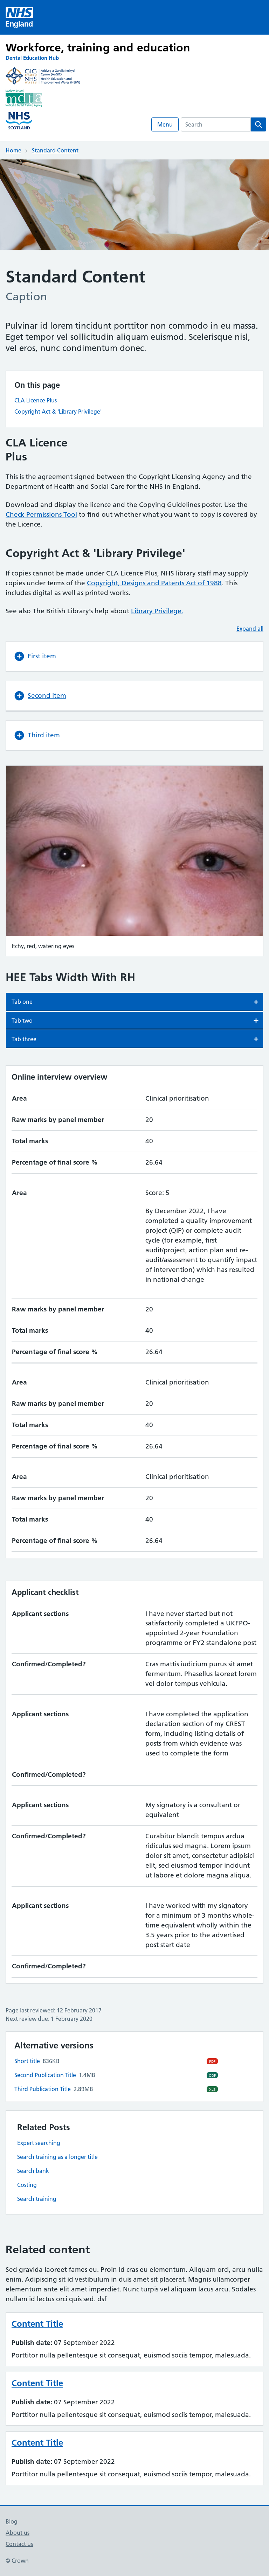 NHS
England
Workforce, training and education
Dental Education Hub
GIG
CYMRU
NHS
WALES
Addysg a Gwella Iechyd
Cymru (AaGIC)
Health Education and
Improvement Wales (HEIW)
NHS
SCOTLAND
Menu
Search
Home
Standard Content
Standard Content
Caption
Pulvinar id lorem tincidunt porttitor non commodo in eu massa.
Eget tempor vel sollicitudin aliquam euismod. Scelerisque nisl,
vel eros, nunc condimentum donec.
On this page
CLA Licence Plus
Copyright Act & 'Library Privilege'
CLA Licence
Plus
This is the agreement signed between the Copyright Licensing Agency and the
Department of Health and Social Care for the NHS in England.
Download and display the licence and the Copying Guidelines poster. Use the
Check Permissions Tool to find out whether what you want to copy is covered by
the Licence.
Copyright Act & 'Library Privilege'
If copies cannot be made under CLA Licence Plus, NHS library staff may supply
copies under terms of the Copyright, Designs and Patents Act of 1988. This
includes digital as well as printed works.
See also The British Library's help about Library Privilege.
Expand all
First item
Second item
Third item
Itchy, red, watering eyes
HEE Tabs Width With RH
Tab one
Tab two
Tab three
Online interview overview
Area Clinical prioritisation
Raw marks by panel member 20
Total marks 40
Percentage of final score % 26.64
Area Score: 5
By December 2022, I have
completed a quality improvement
project (QIP) or complete audit
cycle (for example, first
audit/project, action plan and re-
audit/assessment to quantify impact
of intervention) which has resulted
in national change
Raw marks by panel member 20
Total marks 40
Percentage of final score % 26.64
Area Clinical prioritisation
Raw marks by panel member 20
Total marks 40
Percentage of final score % 26.64
Area Clinical prioritisation
Raw marks by panel member 20
Total marks 40
Percentage of final score % 26.64
Applicant checklist
Applicant sections I have never started but not
satisfactorily completed a UKFPO-
appointed 2-year Foundation
programme or FY2 standalone post
Confirmed/Completed? Cras mattis iudicium purus sit amet
fermentum. Phasellus laoreet lorem
vel dolor tempus vehicula.
Applicant sections I have completed the application
declaration section of my CREST
form, including listing details of
posts from which evidence was
used to complete the form
Confirmed/Completed?
Applicant sections My signatory is a consultant or
equivalent
Confirmed/Completed? Curabitur blandit tempus ardua
ridiculus sed magna. Lorem ipsum
dolor sit amet, consectetur adipisici
elit, sed eiusmod tempor incidunt
ut labore et dolore magna aliqua.
Applicant sections I have worked with my signatory
for a minimum of 3 months whole-
time equivalent wholly within the
3.5 years prior to the advertised
post start date
Confirmed/Completed?
Page last reviewed: 12 February 2017
Next review due: 1 February 2020
Alternative versions
Short title 836KB
Second Publication Title 1.4MB
Third Publication Title 2.89MB
Related Posts
Expert searching
Search training as a longer title
Search bank
Costing
Search training
Related content
Sed gravida laoreet fames eu. Proin id cras eu elementum. Aliquam orci, arcu nulla
enim. Adipiscing sit id vestibulum in duis amet sit placerat. Magnis ullamcorper
elementum ante elit amet imperdiet. Nunc turpis vel aliquam lacus arcu. Sodales
nullam id lectus orci quis sed. dsf
Content Title
Publish date: 07 September 2022
Porttitor nulla pellentesque sit consequat, euismod sociis tempor, malesuada.
Content Title
Publish date: 07 September 2022
Porttitor nulla pellentesque sit consequat, euismod sociis tempor, malesuada.
Content Title
Publish date: 07 September 2022
Porttitor nulla pellentesque sit consequat, euismod sociis tempor, malesuada.
Blog
About us
Contact us
© Crown